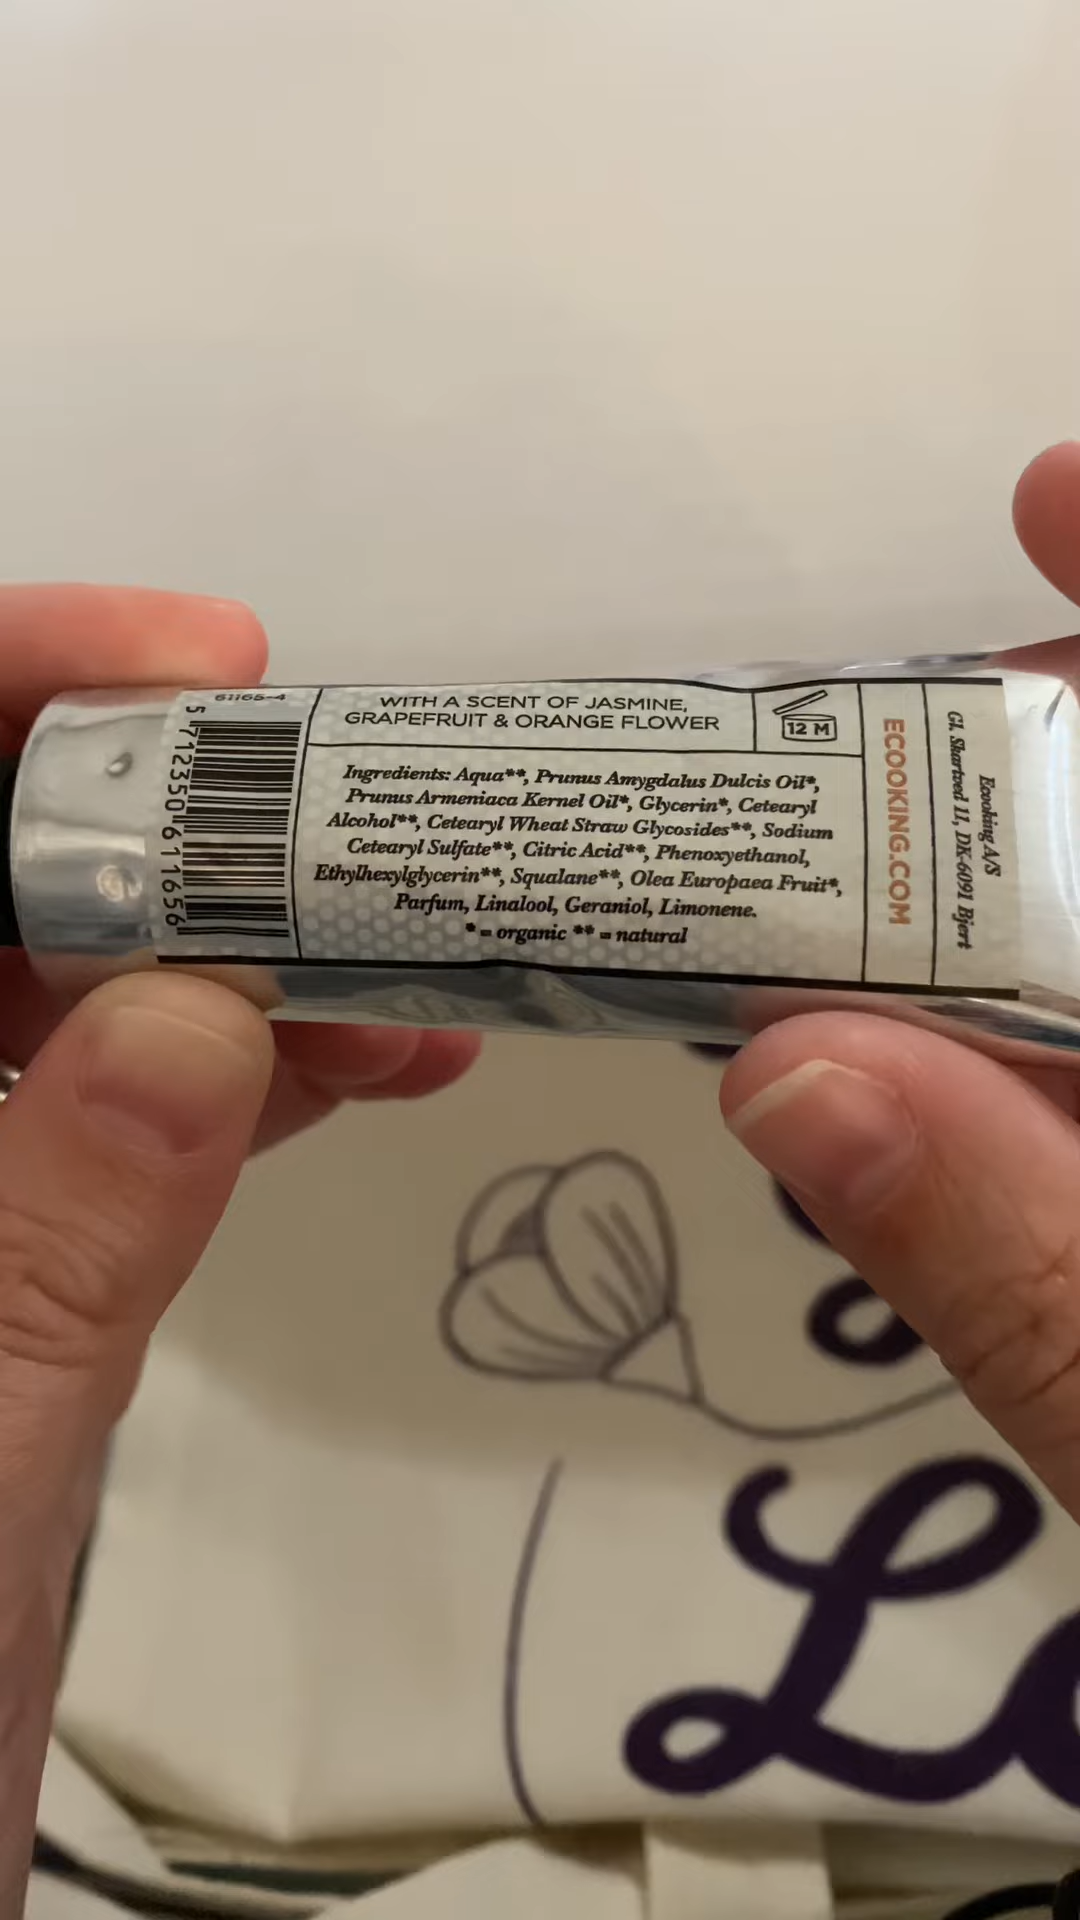 61165-4
5 712350 611656
WITH A SCENT OF JASMINE,
GRAPEFRUIT & ORANGE FLOWER
12 M
Ingredients: Aqua**, Prunus Amygdalus Dulcis Oil*,
Prunus Armeniaca Kernel Oil*, Glycerin*, Cetearyl
Alcohol**, Cetearyl Wheat Straw Glycosides**, Sodium
Cetearyl Sulfate**, Citric Acid**, Phenoxyethanol,
Ethylhexylglycerin**, Squalane**, Olea Europaea Fruit*,
Parfum, Linalool, Geraniol, Limonene.
* = organic ** = natural
ECOOKING.COM
Ecooking A/S
Gl. Skartved 11, DK-6091 Bjert